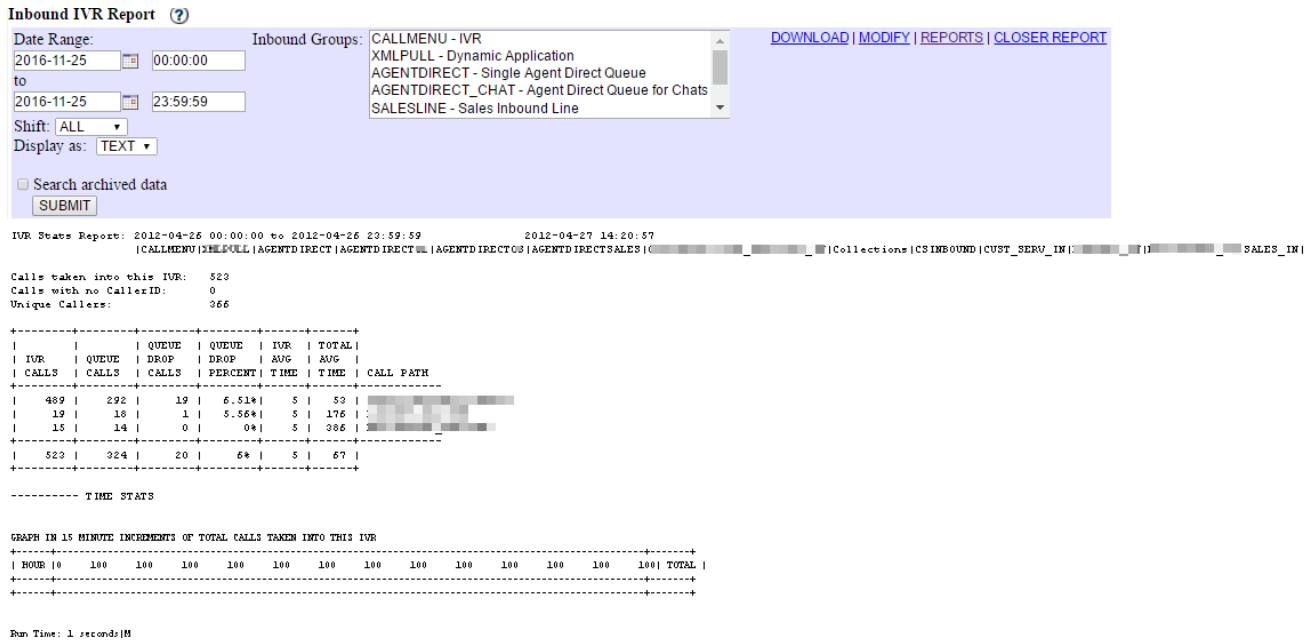 Inbound IVR Report (?)
Date Range: Inbound Groups: CALLMENU - IVR DOWNLOAD | MODIFY | REPORTS | CLOSER REPORT
2016-11-25 00:00:00 XMLPULL - Dynamic Application
to AGENTDIRECT - Single Agent Direct Queue
2016-11-25 23:59:59 AGENTDIRECT_CHAT - Agent Direct Queue for Chats
SALESLINE - Sales Inbound Line
Shift: ALL
Display as: TEXT
Search archived data
SUBMIT
IVR Stats Report: 2012-04-26 00:00:00 to 2012-04-26 23:59:59 2012-04-27 14:20:57
|CALLMENU| |AGENTDIRECT|AGENTDIRECT |AGENTDIRECTOS|AGENTDIRECTSALES| |Collections|CSINBOUND|CUST_SERV_IN| | SALES_IN|
Calls taken into this IVR: 523
Calls with no CallerID: 0
Unique Callers: 366
+---------+---------+---------+---------+------+------+
| | | QUEUE | QUEUE | IVR | TOTAL|
| IVR | QUEUE | DROP | DROP | AVG | AVG |
| CALLS | CALLS | CALLS | PERCENT| TIME | TIME | CALL PATH
+---------+---------+---------+---------+------+------+------------
| 489 | 292 | 19 | 6.51%| 5 | 53 |
| 19 | 18 | 1 | 5.56%| 5 | 176 |
| 15 | 14 | 0 | 0%| 5 | 386 |
+---------+---------+---------+---------+------+------+------------
| 523 | 324 | 20 | 6% | 5 | 67 |
+---------+---------+---------+---------+------+------+
---------- TIME STATS
GRAPH IN 15 MINUTE INCREMENTS OF TOTAL CALLS TAKEN INTO THIS IVR
+------+---------------------------------------------------------------+-------+
| HOUR |0 100 100 100 100 100 100 100 100 100 100 100 100 100| TOTAL |
+------+---------------------------------------------------------------+-------+
+------+---------------------------------------------------------------+-------+
Run Time: 1 seconds|M